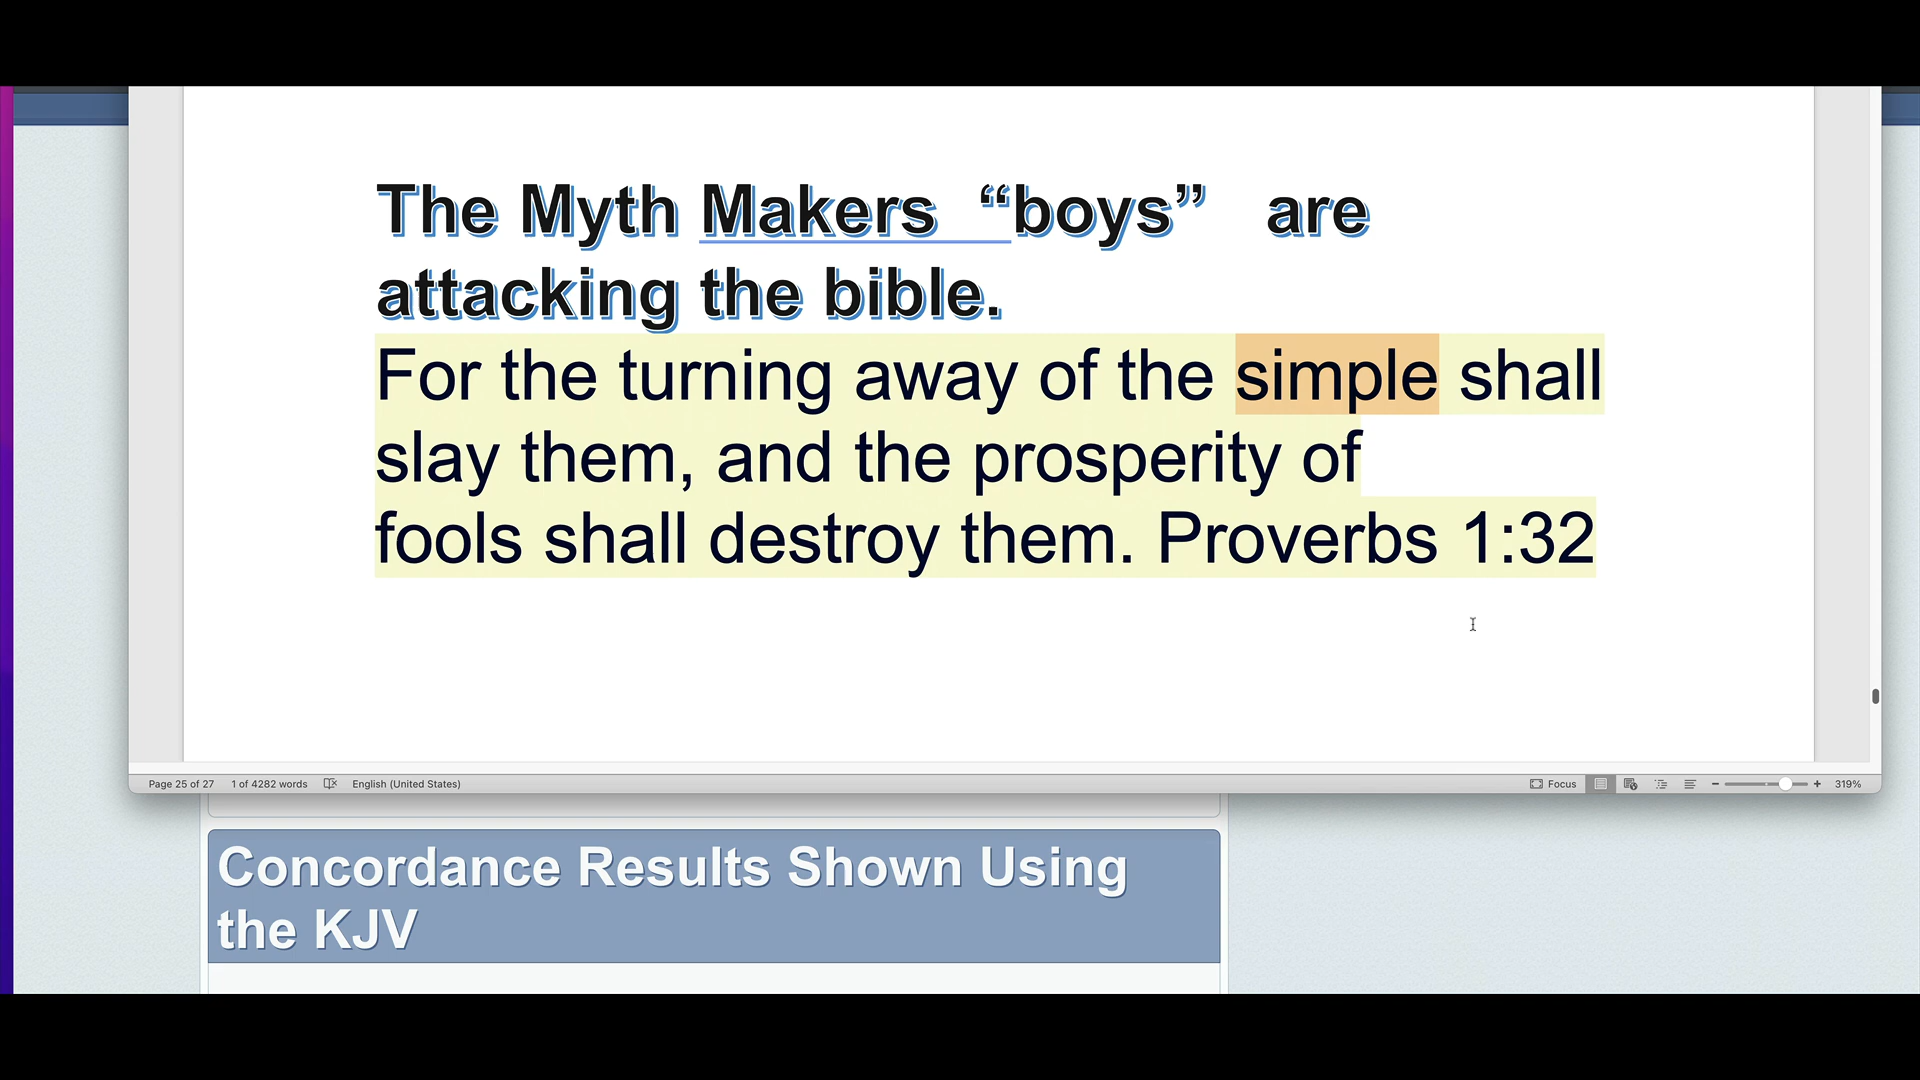 The Myth Makers “boys” are
attacking the bible.
For the turning away of the simple shall
slay them, and the prosperity of
fools shall destroy them. Proverbs 1:32
Page 25 of 27 1 of 4282 words English (United States) Focus 319%
Concordance Results Shown Using
the KJV